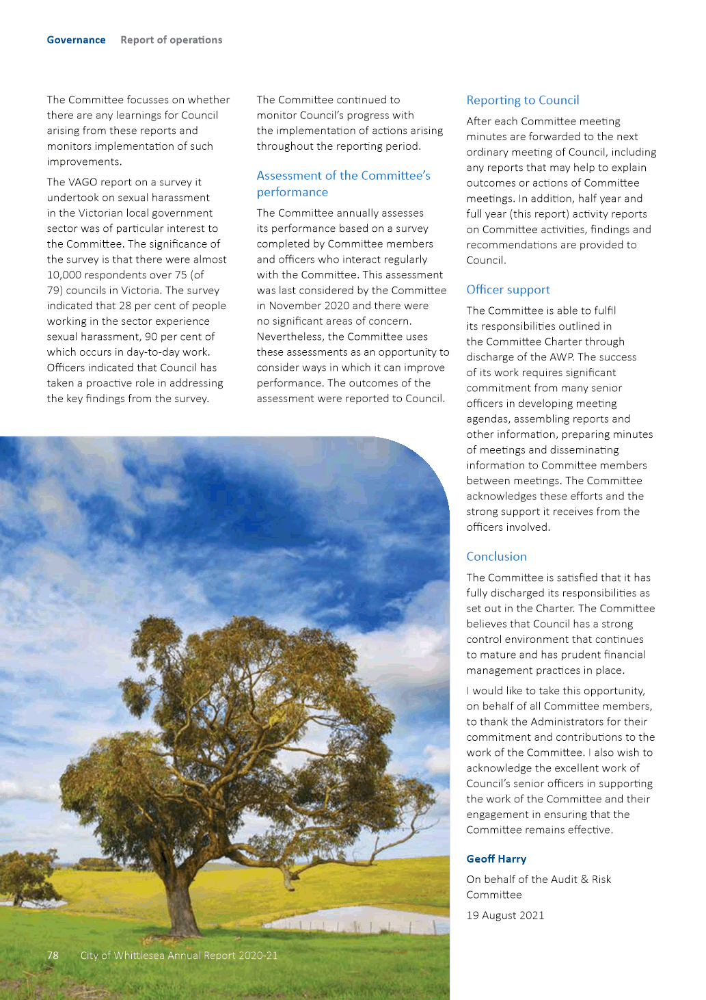 Governance Report of operations
The Committee focusses on whether
there are any learnings for Council
arising from these reports and
monitors implementation of such
improvements.
The VAGO report on a survey it
undertook on sexual harassment
in the Victorian local government
sector was of particular interest to
the Committee. The significance of
the survey is that there were almost
10,000 respondents over 75 (of
79) councils in Victoria. The survey
indicated that 28 per cent of people
working in the sector experience
sexual harassment, 90 per cent of
which occurs in day-to-day work.
Officers indicated that Council has
taken a proactive role in addressing
the key findings from the survey.
The Committee continued to
monitor Council’s progress with
the implementation of actions arising
throughout the reporting period.
Assessment of the Committee’s
performance
The Committee annually assesses
its performance based on a survey
completed by Committee members
and officers who interact regularly
with the Committee. This assessment
was last considered by the Committee
in November 2020 and there were
no significant areas of concern.
Nevertheless, the Committee uses
these assessments as an opportunity to
consider ways in which it can improve
performance. The outcomes of the
assessment were reported to Council.
Reporting to Council
After each Committee meeting
minutes are forwarded to the next
ordinary meeting of Council, including
any reports that may help to explain
outcomes or actions of Committee
meetings. In addition, half year and
full year (this report) activity reports
on Committee activities, findings and
recommendations are provided to
Council.
Officer support
The Committee is able to fulfil
its responsibilities outlined in
the Committee Charter through
discharge of the AWP. The success
of its work requires significant
commitment from many senior
officers in developing meeting
agendas, assembling reports and
other information, preparing minutes
of meetings and disseminating
information to Committee members
between meetings. The Committee
acknowledges these efforts and the
strong support it receives from the
officers involved.
Conclusion
The Committee is satisfied that it has
fully discharged its responsibilities as
set out in the Charter. The Committee
believes that Council has a strong
control environment that continues
to mature and has prudent financial
management practices in place.
I would like to take this opportunity,
on behalf of all Committee members,
to thank the Administrators for their
commitment and contributions to the
work of the Committee. I also wish to
acknowledge the excellent work of
Council’s senior officers in supporting
the work of the Committee and their
engagement in ensuring that the
Committee remains effective.
Geoff Harry
On behalf of the Audit & Risk
Committee
19 August 2021
78 City of Whittlesea Annual Report 2020-21